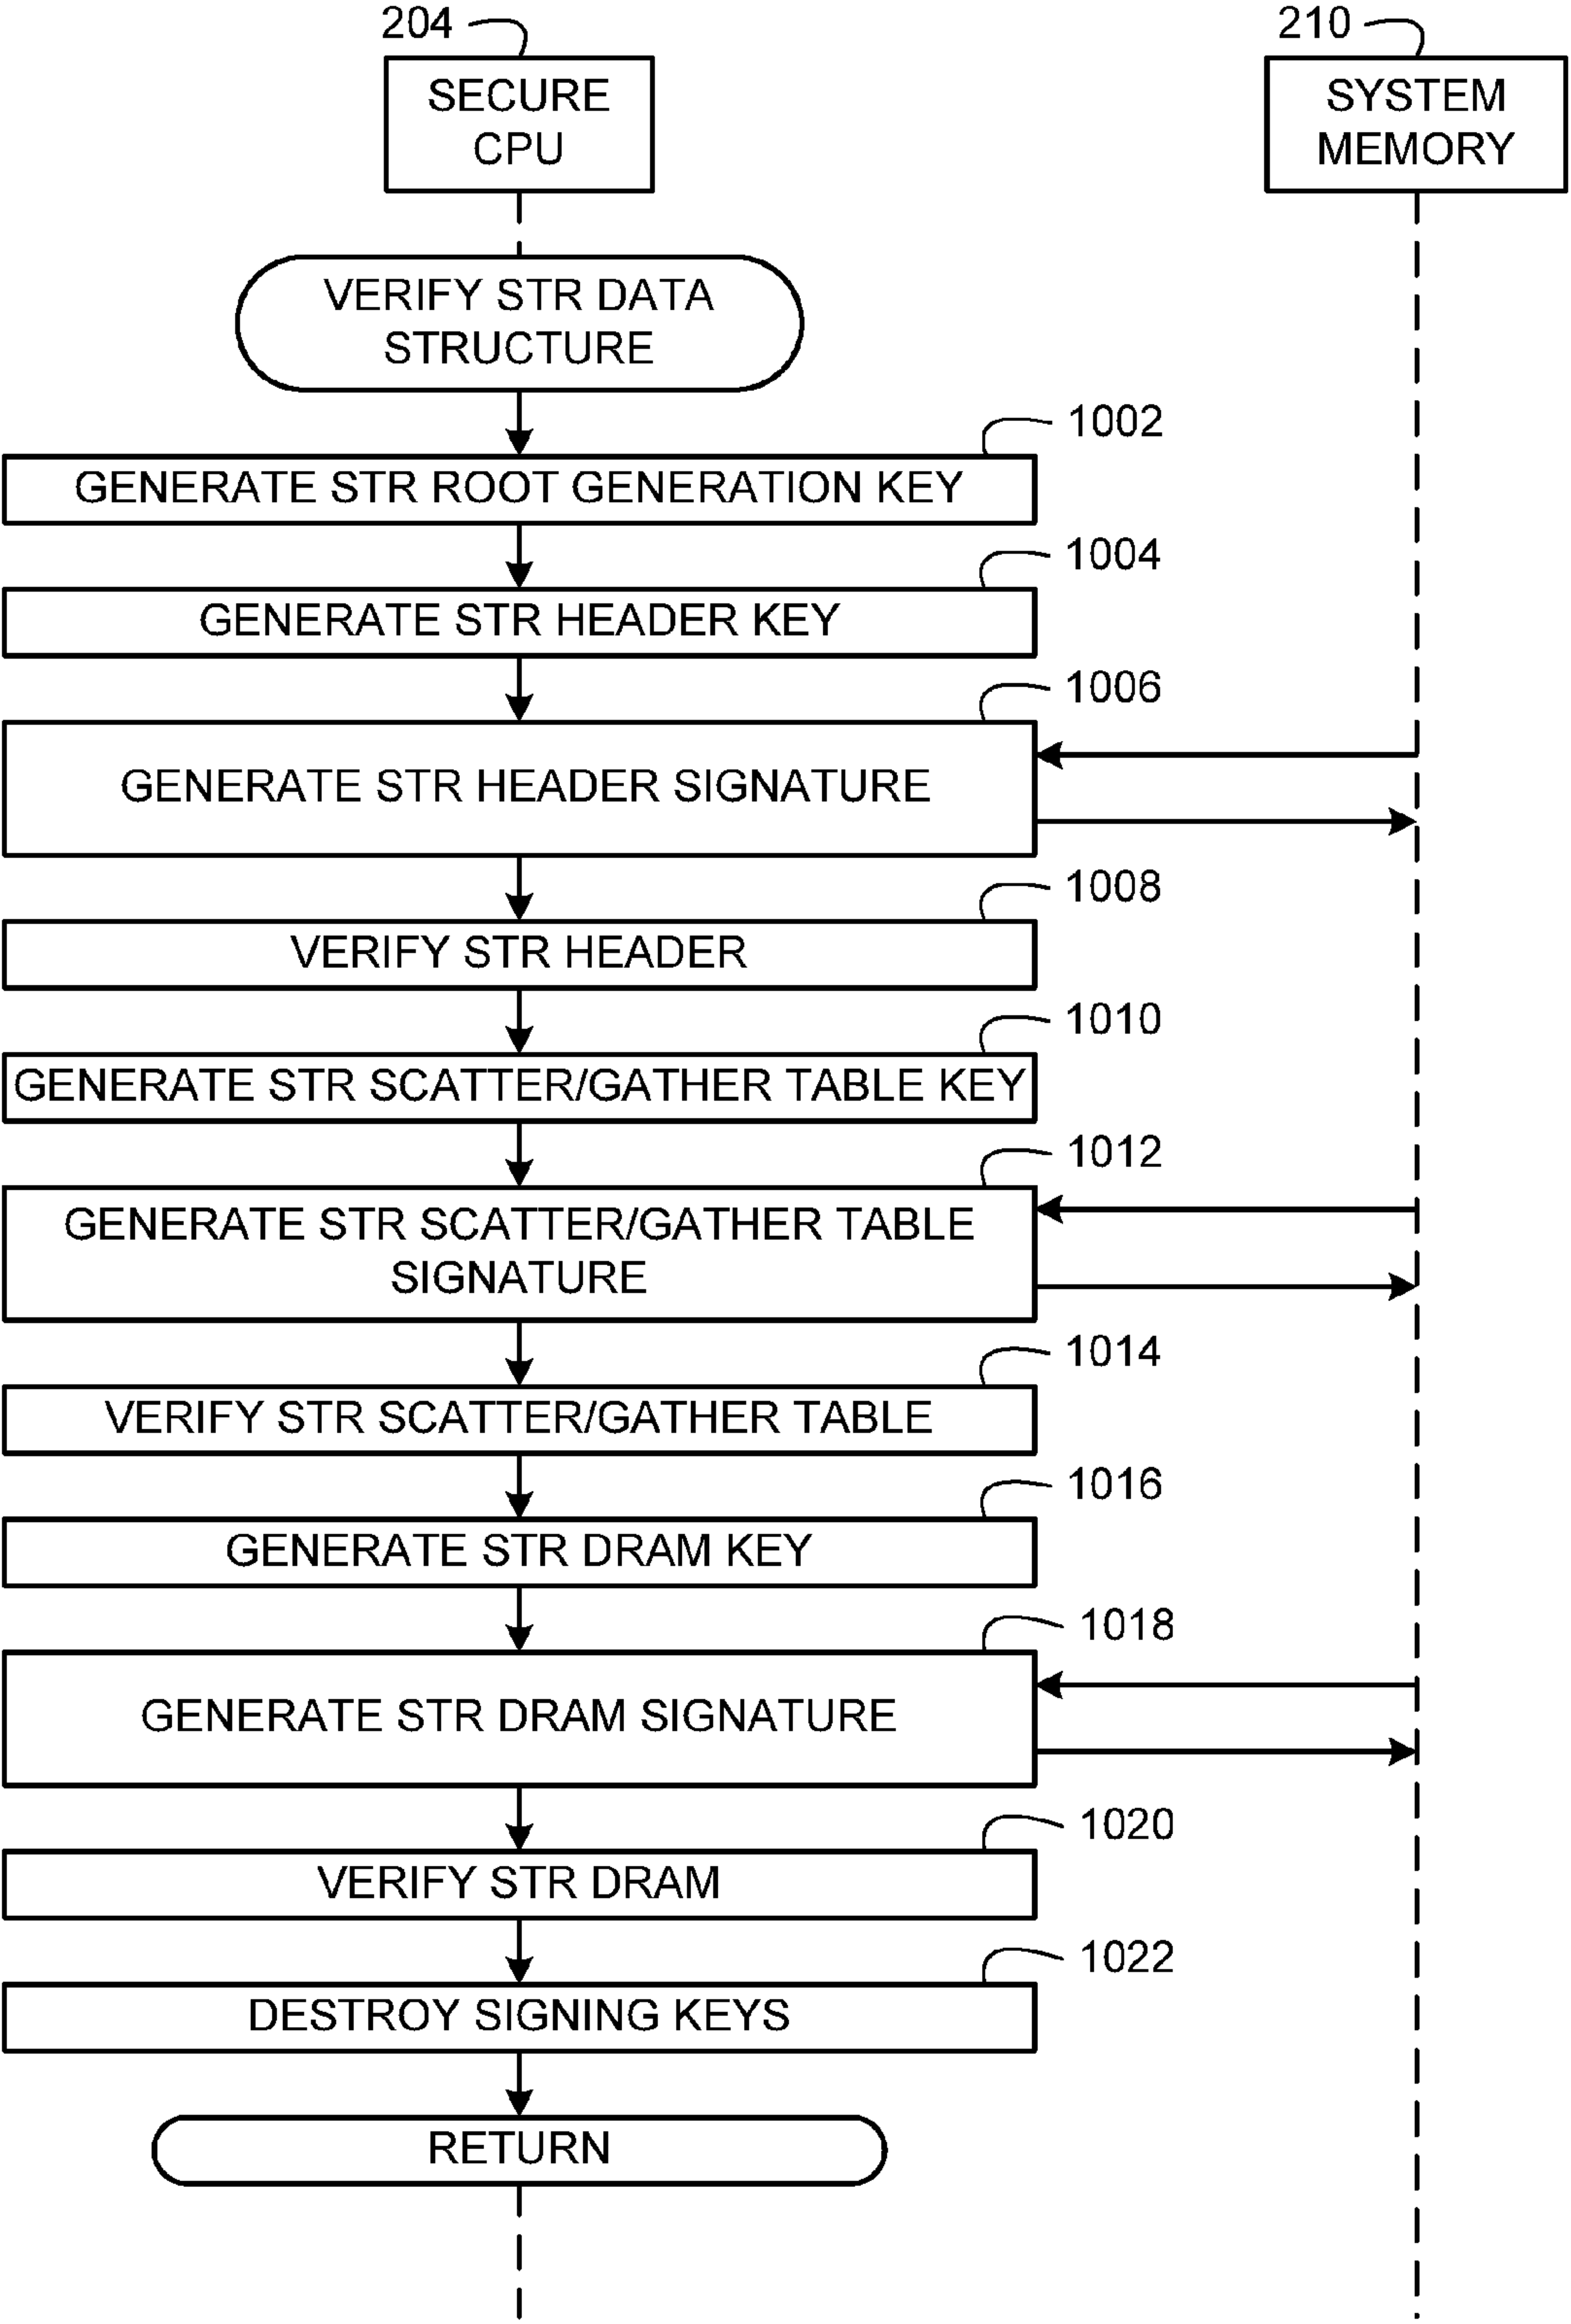 204
210
SECURE
CPU
SYSTEM
MEMORY
VERIFY STR DATA
STRUCTURE
1002
GENERATE STR ROOT GENERATION KEY
1004
GENERATE STR HEADER KEY
1006
GENERATE STR HEADER SIGNATURE
1008
VERIFY STR HEADER
1010
GENERATE STR SCATTER/GATHER TABLE KEY
1012
GENERATE STR SCATTER/GATHER TABLE
SIGNATURE
1014
VERIFY STR SCATTER/GATHER TABLE
1016
GENERATE STR DRAM KEY
1018
GENERATE STR DRAM SIGNATURE
1020
VERIFY STR DRAM
1022
DESTROY SIGNING KEYS
RETURN